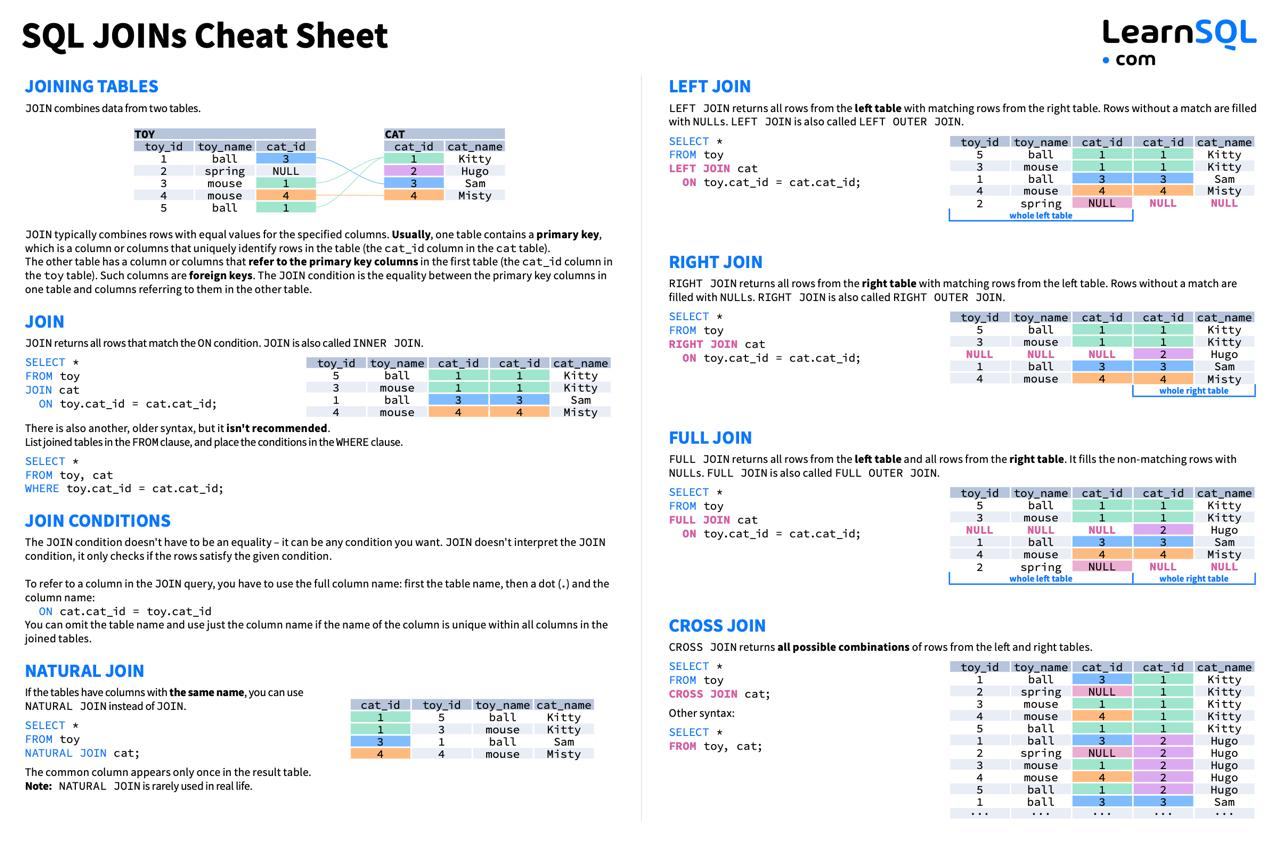 SQL JOINs Cheat Sheet
LearnSQL
• com
JOINING TABLES
JOIN combines data from two tables.
TOY
toy_id toy_name cat_id
1 ball 3
2 spring NULL
3 mouse 1
4 mouse 4
5 ball 1
CAT
cat_id cat_name
1 Kitty
2 Hugo
3 Sam
4 Misty
JOIN typically combines rows with equal values for the specified columns. Usually, one table contains a primary key,
which is a column or columns that uniquely identify rows in the table (the cat_id column in the cat table).
The other table has a column or columns that refer to the primary key columns in the first table (the cat_id column in
the toy table). Such columns are foreign keys. The JOIN condition is the equality between the primary key columns in
one table and columns referring to them in the other table.
JOIN
JOIN returns all rows that match the ON condition. JOIN is also called INNER JOIN.
SELECT *
FROM toy
JOIN cat
ON toy.cat_id = cat.cat_id;
toy_id toy_name cat_id cat_id cat_name
5 ball 1 1 Kitty
3 mouse 1 1 Kitty
1 ball 3 3 Sam
4 mouse 4 4 Misty
There is also another, older syntax, but it isn't recommended.
List joined tables in the FROM clause, and place the conditions in the WHERE clause.
SELECT *
FROM toy, cat
WHERE toy.cat_id = cat.cat_id;
JOIN CONDITIONS
The JOIN condition doesn't have to be an equality – it can be any condition you want. JOIN doesn't interpret the JOIN
condition, it only checks if the rows satisfy the given condition.
To refer to a column in the JOIN query, you have to use the full column name: first the table name, then a dot (.) and the
column name:
ON cat.cat_id = toy.cat_id
You can omit the table name and use just the column name if the name of the column is unique within all columns in the
joined tables.
NATURAL JOIN
If the tables have columns with the same name, you can use
NATURAL JOIN instead of JOIN.
SELECT *
FROM toy
NATURAL JOIN cat;
cat_id toy_id toy_name cat_name
1 5 ball Kitty
1 3 mouse Kitty
3 1 ball Sam
4 4 mouse Misty
The common column appears only once in the result table.
Note: NATURAL JOIN is rarely used in real life.
LEFT JOIN
LEFT JOIN returns all rows from the left table with matching rows from the right table. Rows without a match are filled
with NULLs. LEFT JOIN is also called LEFT OUTER JOIN.
SELECT *
FROM toy
LEFT JOIN cat
ON toy.cat_id = cat.cat_id;
toy_id toy_name cat_id cat_id cat_name
5 ball 1 1 Kitty
3 mouse 1 1 Kitty
1 ball 3 3 Sam
4 mouse 4 4 Misty
2 spring NULL NULL NULL
whole left table
RIGHT JOIN
RIGHT JOIN returns all rows from the right table with matching rows from the left table. Rows without a match are
filled with NULLs. RIGHT JOIN is also called RIGHT OUTER JOIN.
SELECT *
FROM toy
RIGHT JOIN cat
ON toy.cat_id = cat.cat_id;
toy_id toy_name cat_id cat_id cat_name
5 ball 1 1 Kitty
3 mouse 1 1 Kitty
NULL NULL NULL 2 Hugo
1 ball 3 3 Sam
4 mouse 4 4 Misty
whole right table
FULL JOIN
FULL JOIN returns all rows from the left table and all rows from the right table. It fills the non-matching rows with
NULLs. FULL JOIN is also called FULL OUTER JOIN.
SELECT *
FROM toy
FULL JOIN cat
ON toy.cat_id = cat.cat_id;
toy_id toy_name cat_id cat_id cat_name
5 ball 1 1 Kitty
3 mouse 1 1 Kitty
NULL NULL NULL 2 Hugo
1 ball 3 3 Sam
4 mouse 4 4 Misty
2 spring NULL NULL NULL
whole left table whole right table
CROSS JOIN
CROSS JOIN returns all possible combinations of rows from the left and right tables.
SELECT *
FROM toy
CROSS JOIN cat;
Other syntax:
SELECT *
FROM toy, cat;
toy_id toy_name cat_id cat_id cat_name
1 ball 3 1 Kitty
2 spring NULL 1 Kitty
3 mouse 1 1 Kitty
4 mouse 4 1 Kitty
5 ball 1 1 Kitty
1 ball 3 2 Hugo
2 spring NULL 2 Hugo
3 mouse 1 2 Hugo
4 mouse 4 2 Hugo
5 ball 1 2 Hugo
1 ball 3 3 Sam
··· ··· ··· ··· ···